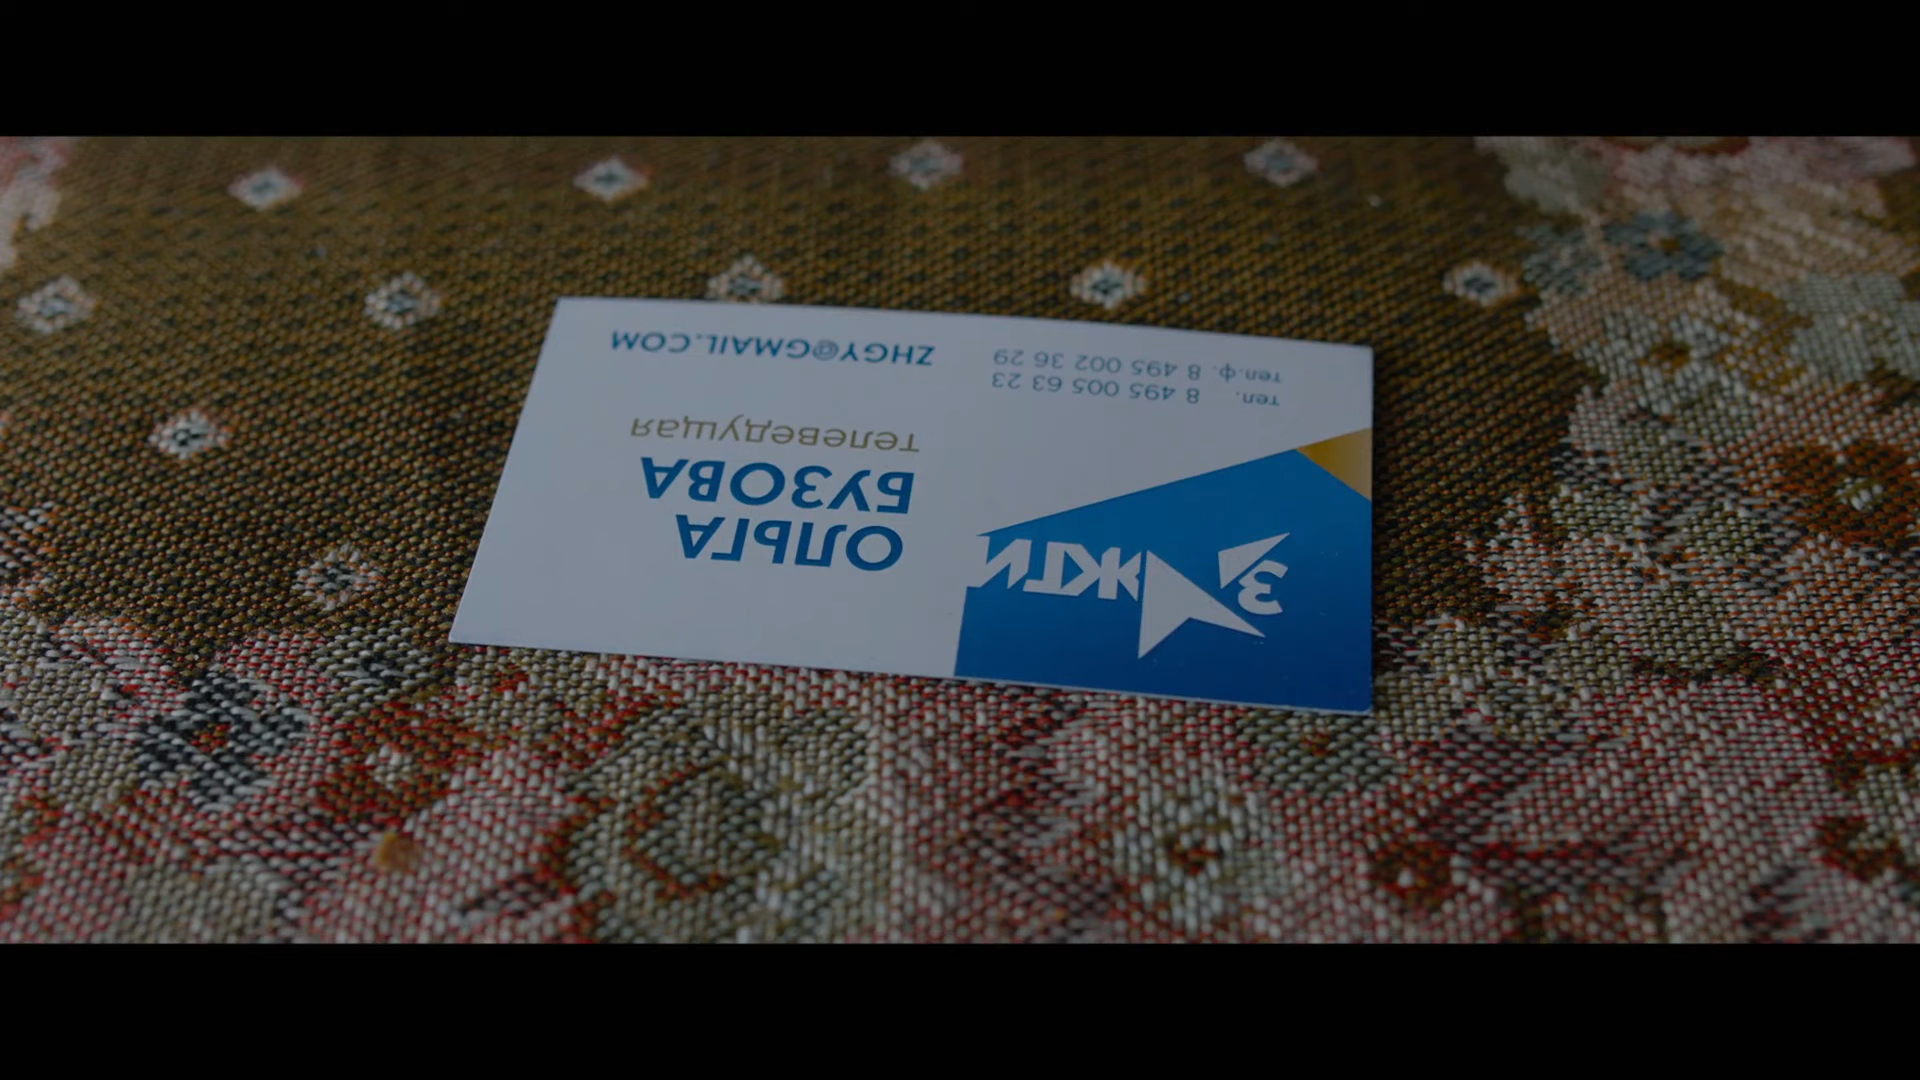 ЗАЖГИ
тел. 8 495 005 63 23
тел.ф. 8 495 002 36 29
ОЛЬГА
БУЗОВА
телеведущая
ZHGY@GMAIL.COM